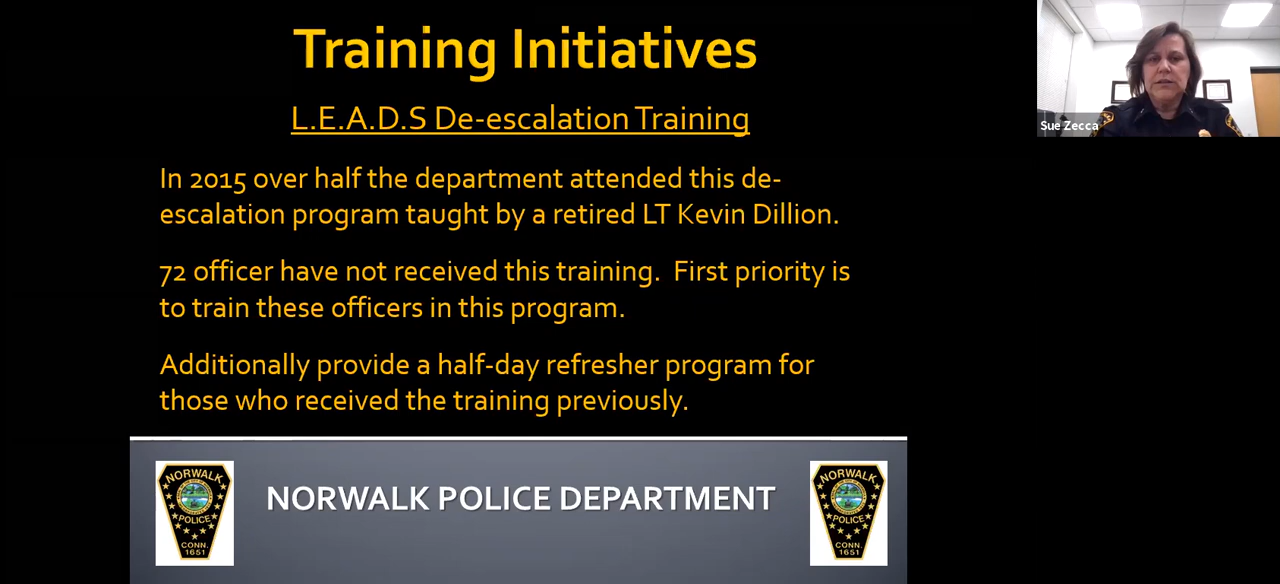 Training Initiatives
L.E.A.D.S De-escalation Training
In 2015 over half the department attended this de-
escalation program taught by a retired LT Kevin Dillion.
72 officer have not received this training. First priority is
to train these officers in this program.
Additionally provide a half-day refresher program for
those who received the training previously.
NORWALK POLICE DEPARTMENT
NORWALK
POLICE
CONN.
1651
NORWALK
POLICE
CONN.
1651
Sue Zecca